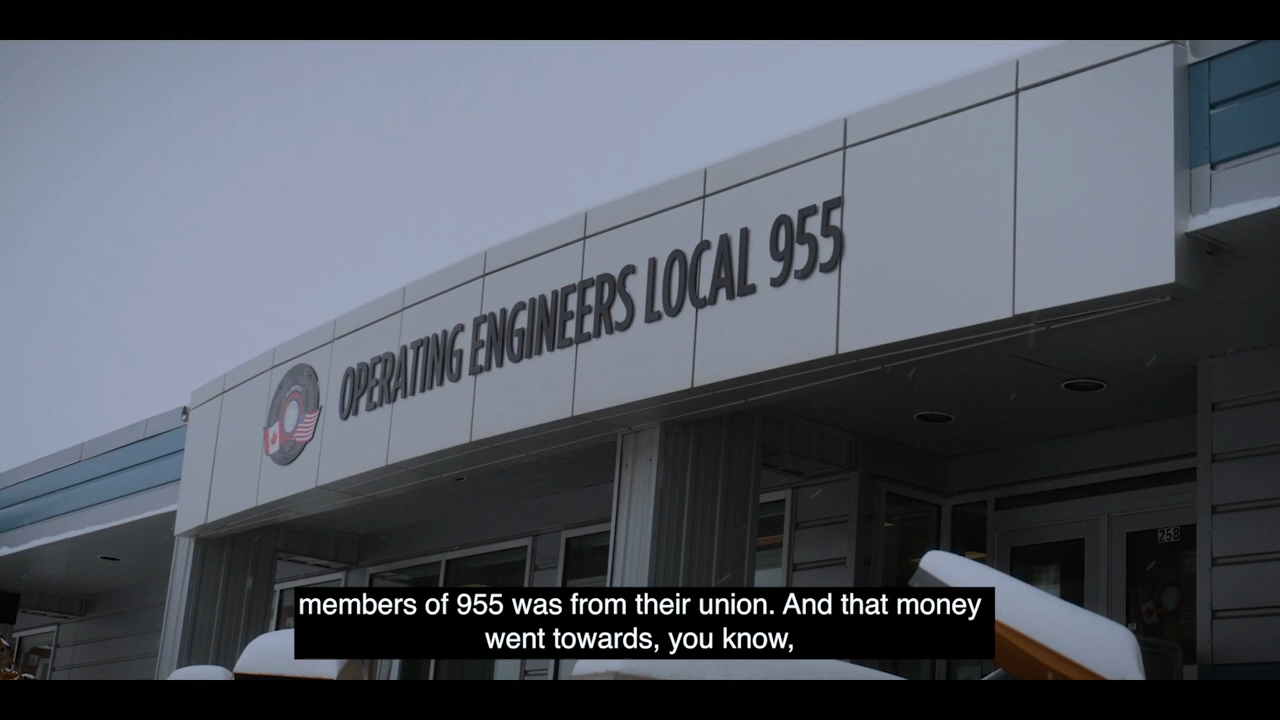 OPERATING ENGINEERS LOCAL 955
258
members of 955 was from their union. And that money
went towards, you know,